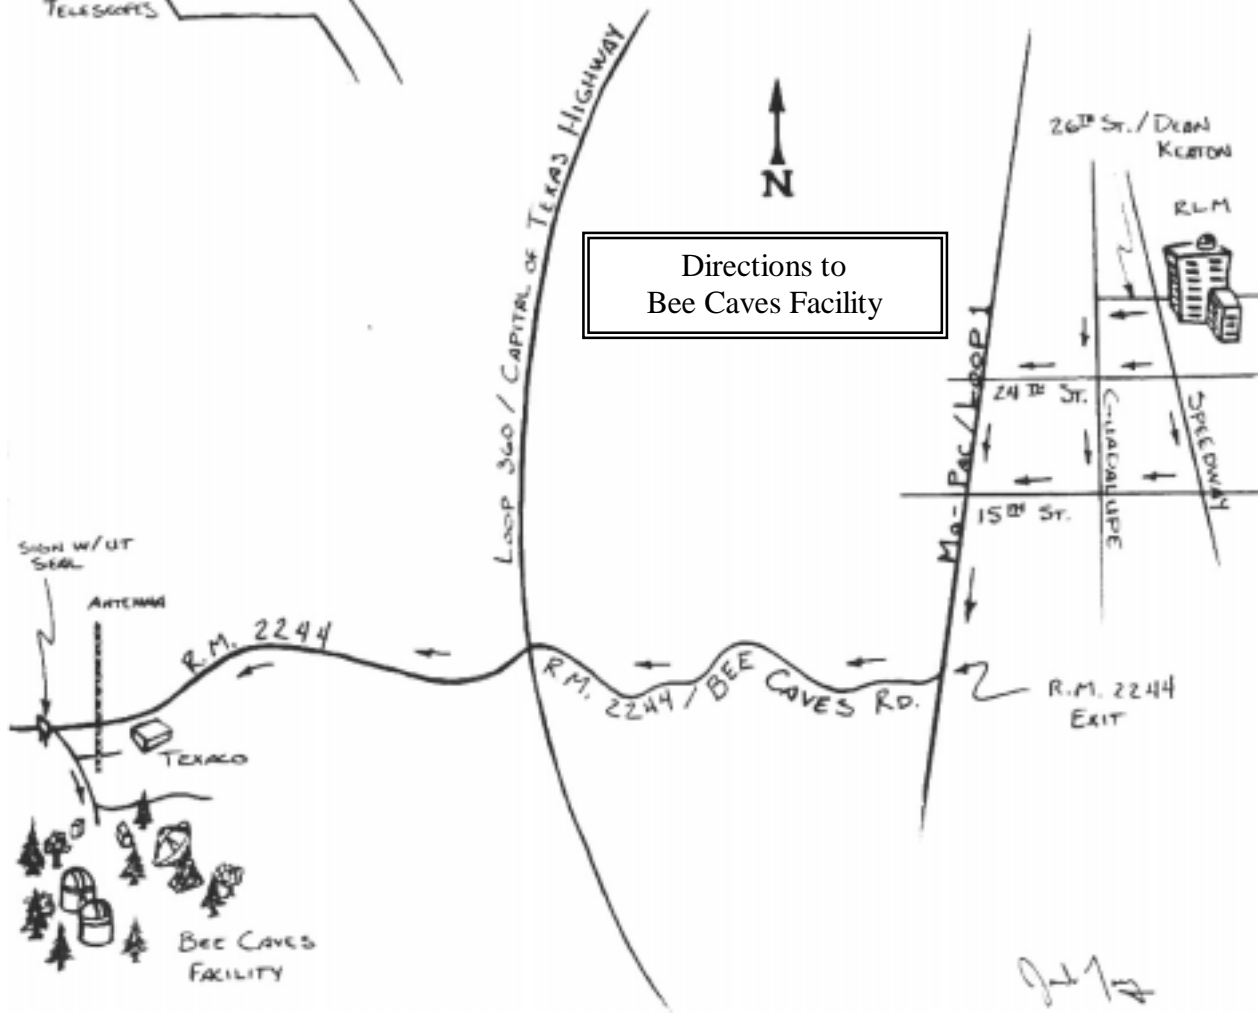 TELESCOPES
LOOP 360 / CAPITAL OF TEXAS HIGHWAY
N
Directions to
Bee Caves Facility
26TH ST. / DEAN
KEATON
RLM
MO-PAC / LOOP 1
24TH ST.
GUADALUPE
SPEEDWAY
15TH ST.
SIGN W/ UT
SEAL
ANTENNA
R.M. 2244
R.M. 2244 / BEE CAVES RD.
R.M. 2244
EXIT
TEXACO
BEE CAVES
FACILITY